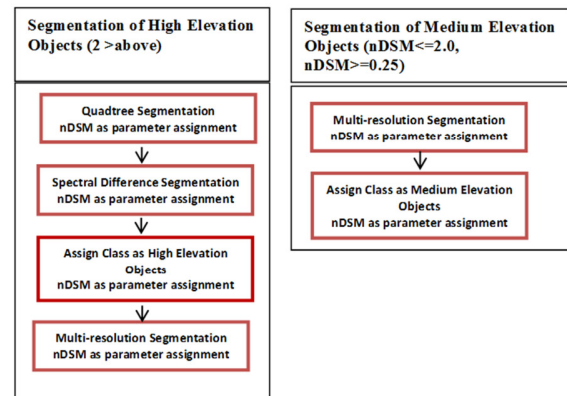 Segmentation of High Elevation
Objects (2 >above)
Quadtree Segmentation
nDSM as parameter assignment
Spectral Difference Segmentation
nDSM as parameter assignment
Assign Class as High Elevation
Objects
nDSM as parameter assignment
Multi-resolution Segmentation
nDSM as parameter assignment
Segmentation of Medium Elevation
Objects (nDSM<=2.0,
nDSM>=0.25)
Multi-resolution Segmentation
nDSM as parameter assignment
Assign Class as Medium Elevation
Objects
nDSM as parameter assignment